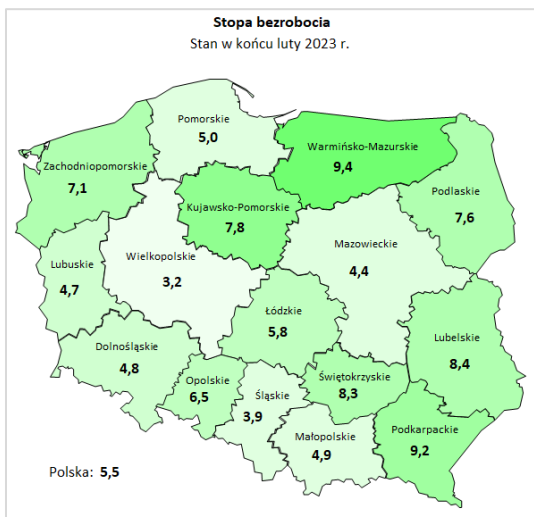 Stopa bezrobocia
Stan w końcu luty 2023 r.
Pomorskie
5,0
Warmińsko-Mazurskie
9,4
Zachodniopomorskie
7,1
Podlaskie
7,6
Kujawsko-Pomorskie
7,8
Mazowieckie
4,4
Wielkopolskie
3,2
Lubuskie
4,7
Łódzkie
5,8
Lubelskie
8,4
Dolnośląskie
4,8
Opolskie
6,5
Śląskie
3,9
Świętokrzyskie
8,3
Małopolskie
4,9
Podkarpackie
9,2
Polska: 5,5